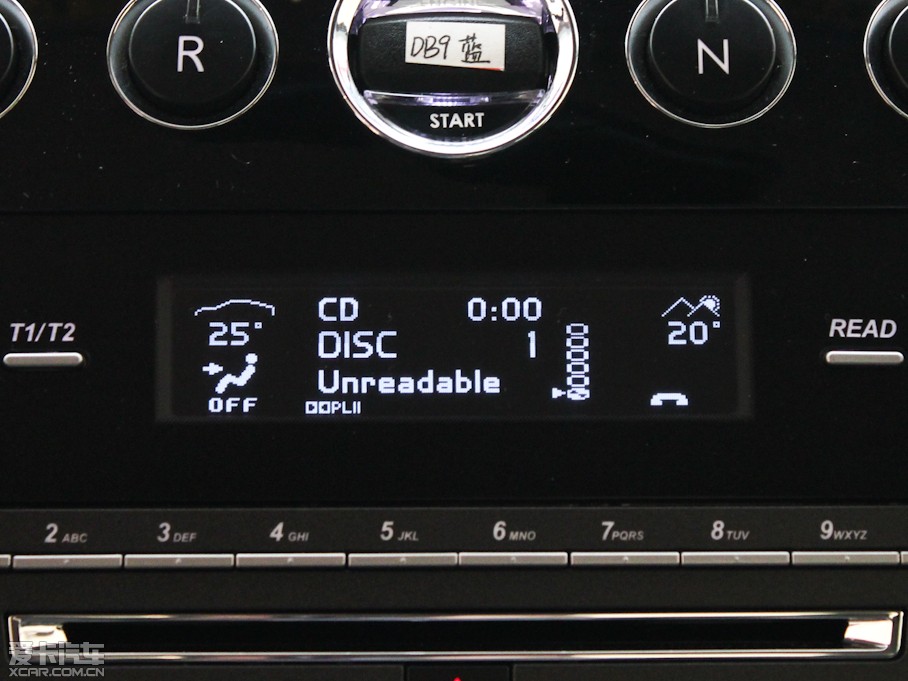 R
DB9 蓝
START
N
T1/T2
READ
25°
CD 0:00
20°
DISC 1
Unreadable
OFF
PLII
2 ABC
3 DEF
4 GHI
5 JKL
6 MNO
7 PQRS
8 TUV
9 WXYZ
爱卡汽车
XCAR.COM.CN